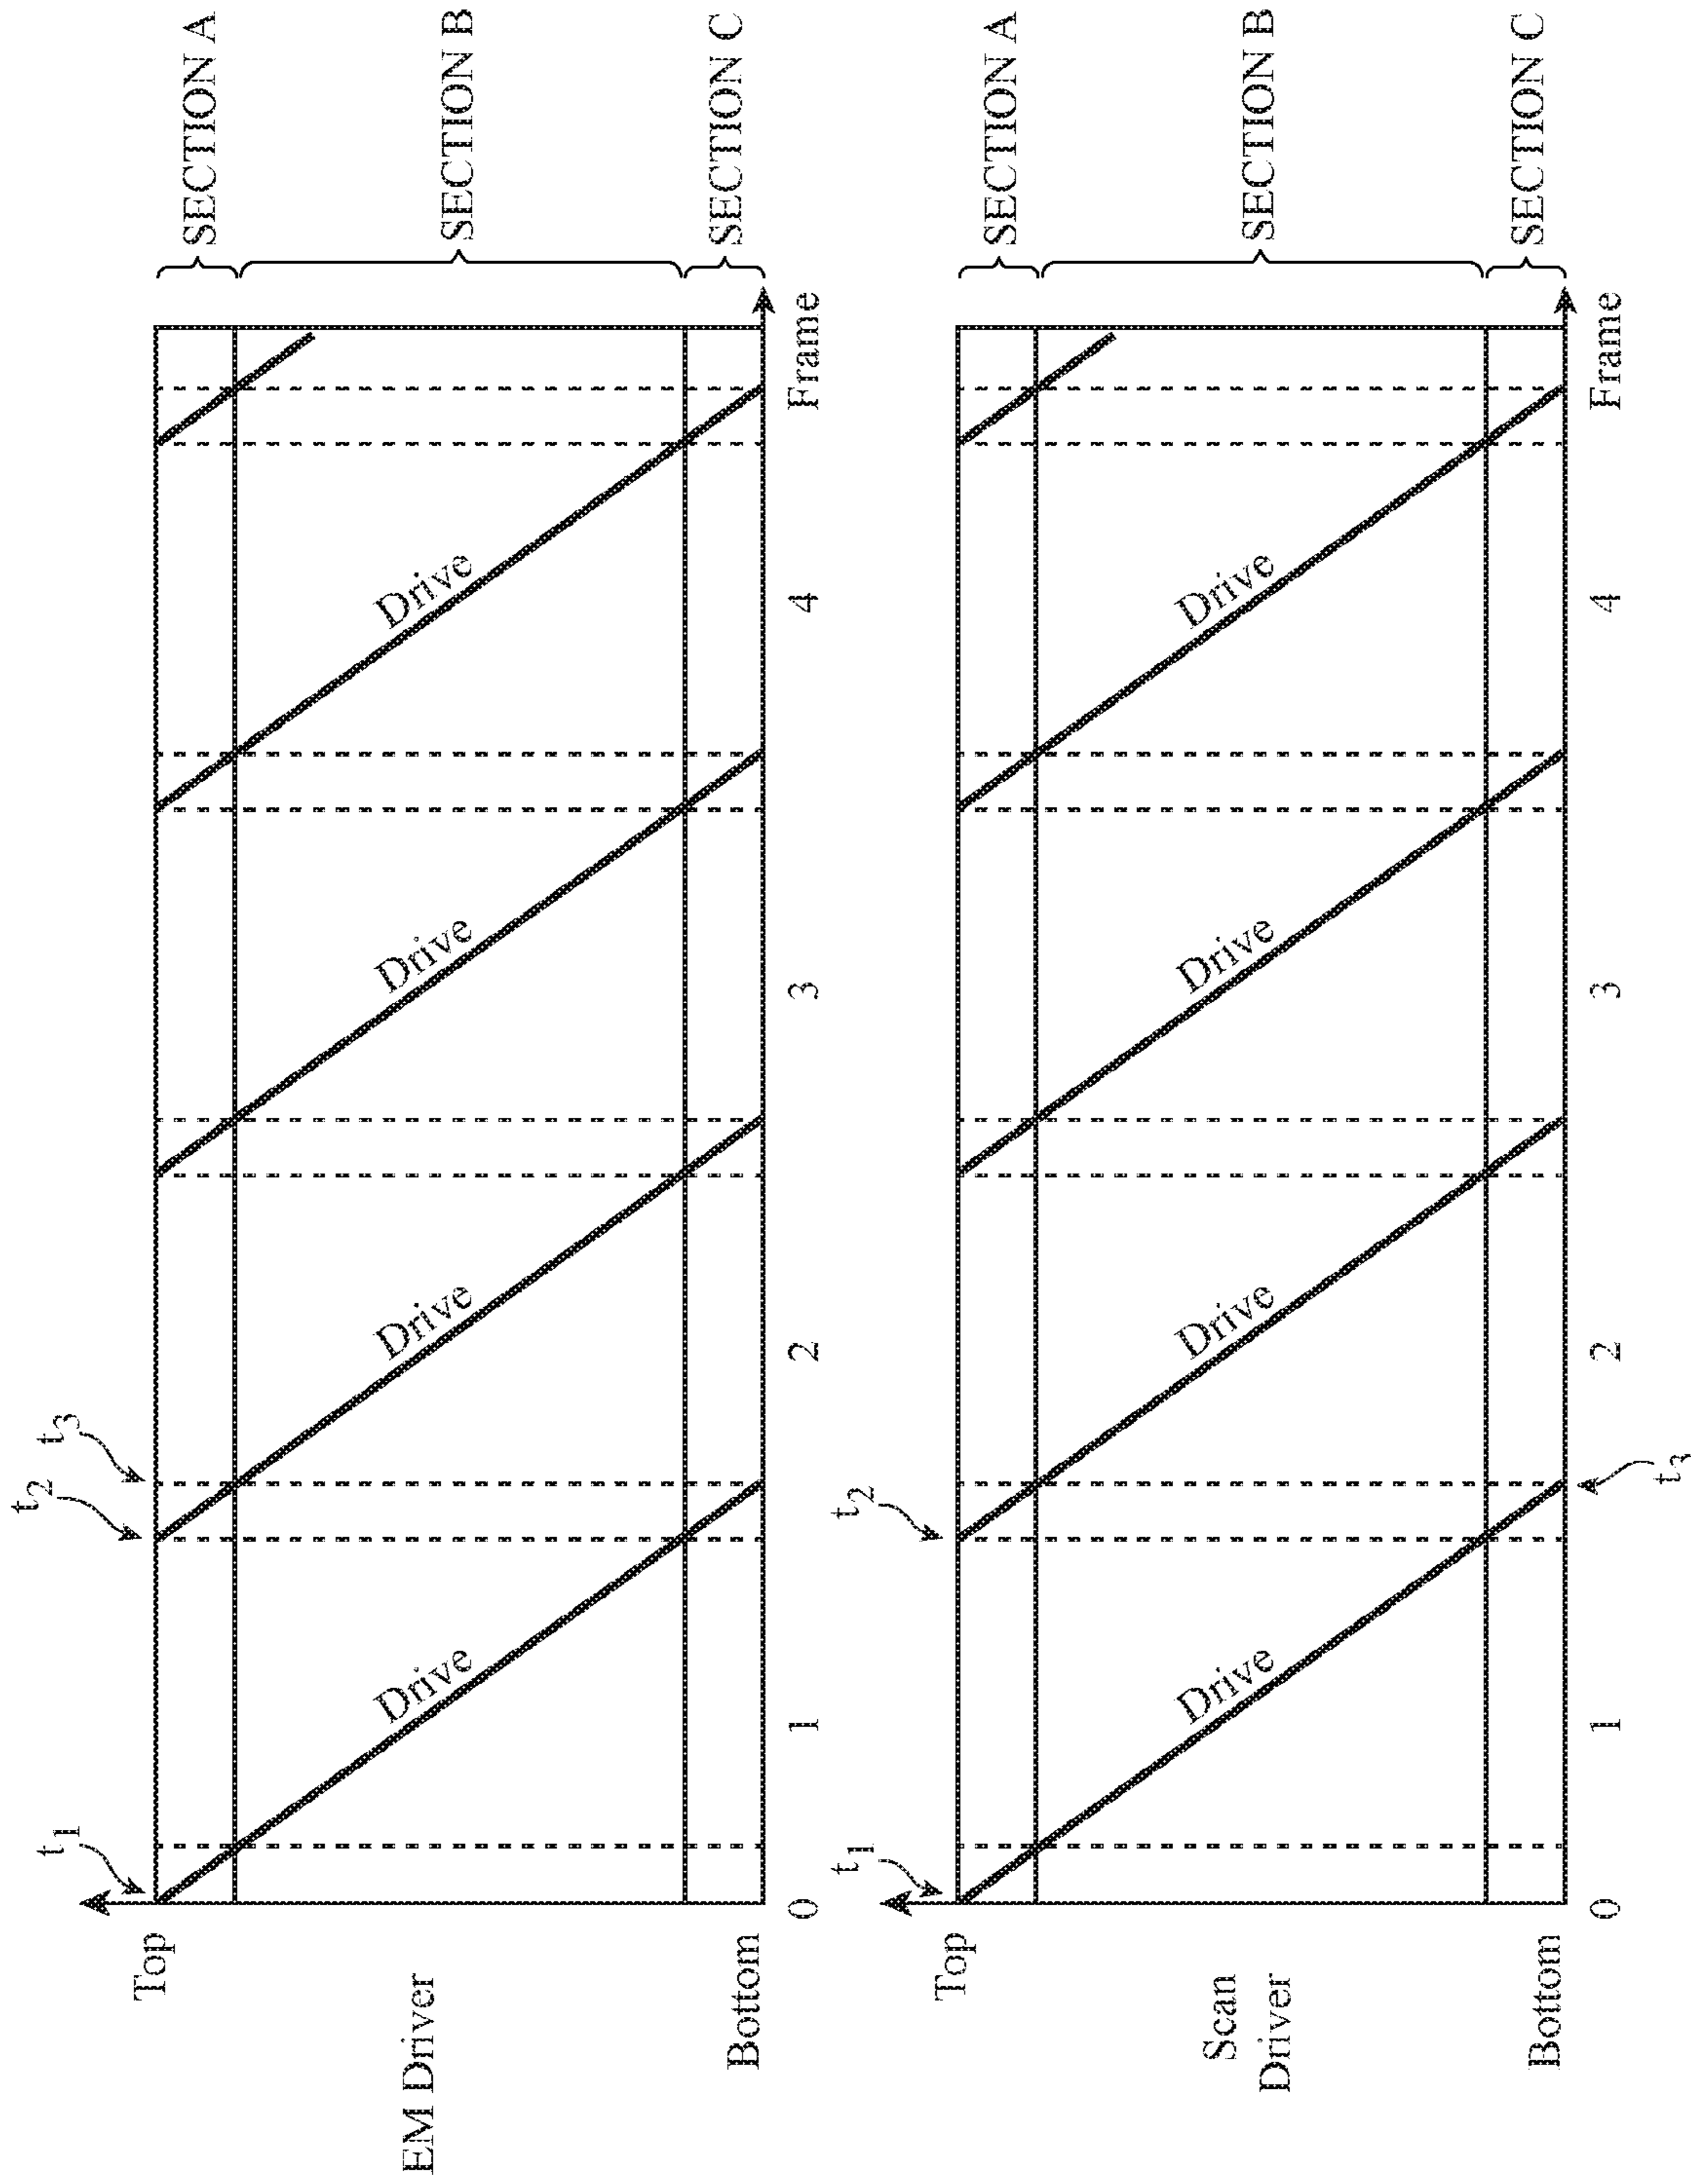 t1
t2
t3
Top
EM Driver
Bottom
Drive
Drive
Drive
Drive
SECTION A
SECTION B
SECTION C
0
1
2
3
4
Frame
t1
t2
Top
Scan
Driver
Bottom
Drive
Drive
Drive
Drive
SECTION A
SECTION B
SECTION C
0
1
2
3
4
Frame
t3